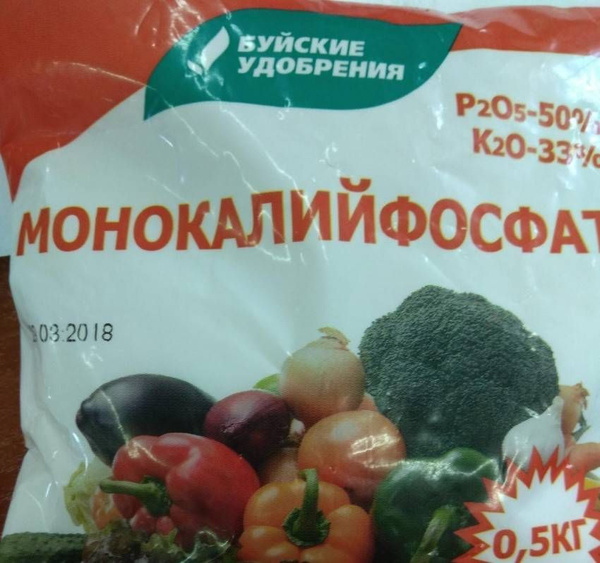 БУЙСКИЕ
УДОБРЕНИЯ
P2O5-50%
K2O-33%
МОНОКАЛИЙФОСФАТ
03:2018
0,5КГ